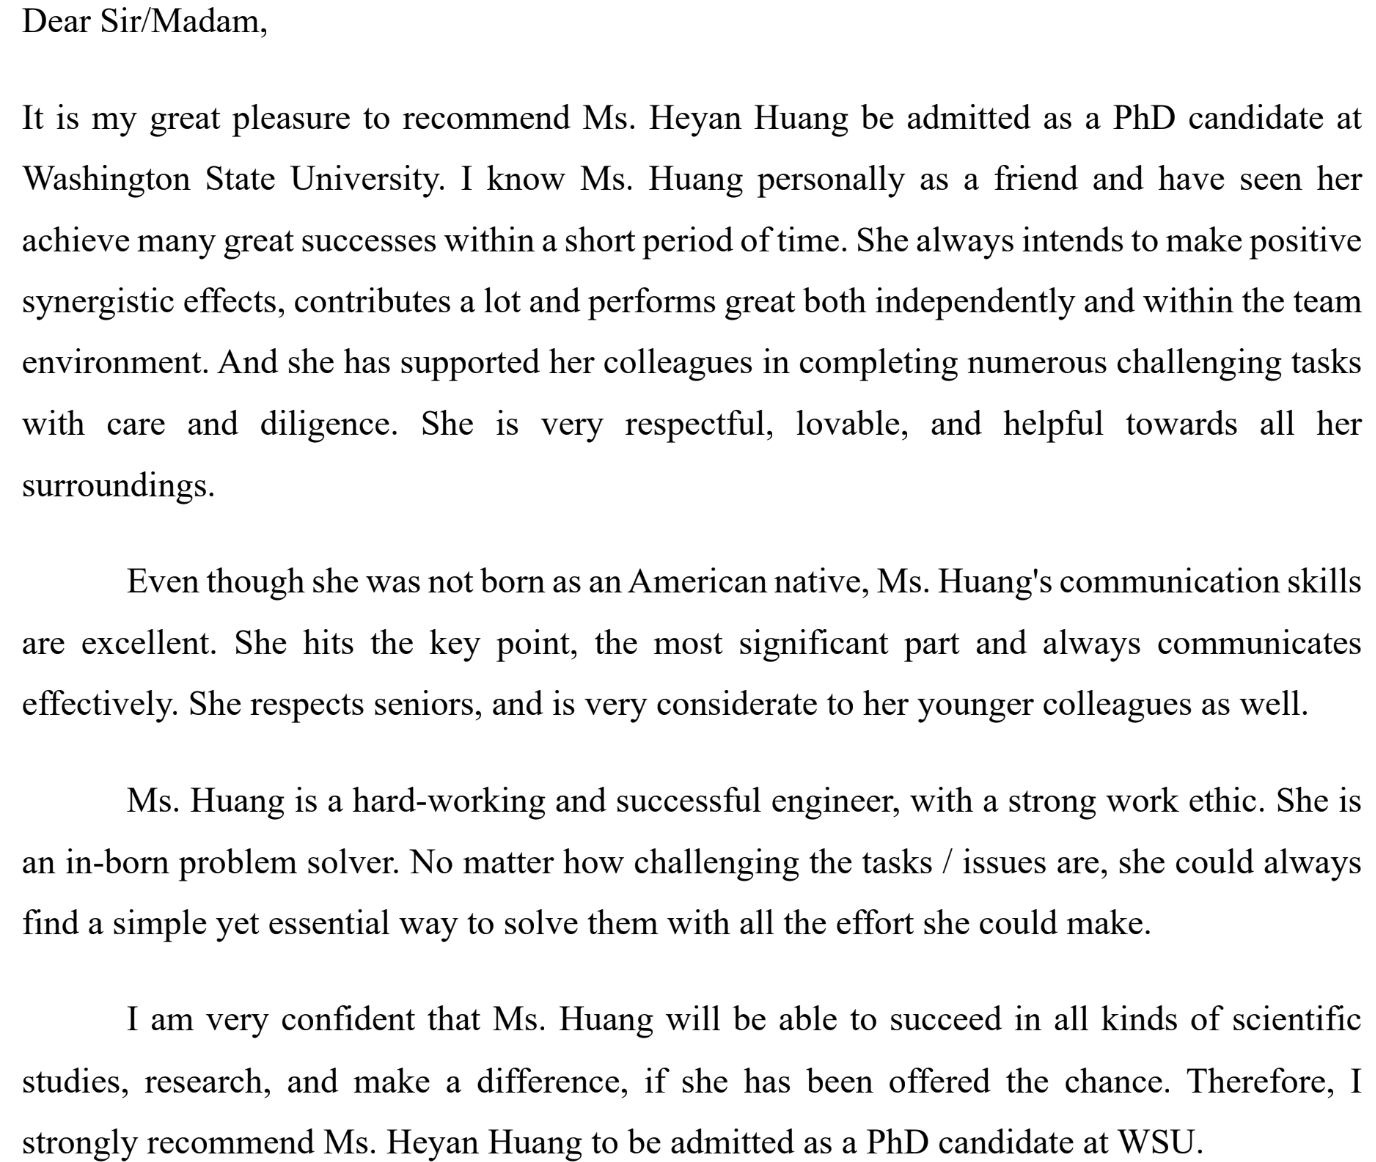 Dear Sir/Madam,
It is my great pleasure to recommend Ms. Heyan Huang be admitted as a PhD candidate at
Washington State University. I know Ms. Huang personally as a friend and have seen her
achieve many great successes within a short period of time. She always intends to make positive
synergistic effects, contributes a lot and performs great both independently and within the team
environment. And she has supported her colleagues in completing numerous challenging tasks
with care and diligence. She is very respectful, lovable, and helpful towards all her
surroundings.
Even though she was not born as an American native, Ms. Huang's communication skills
are excellent. She hits the key point, the most significant part and always communicates
effectively. She respects seniors, and is very considerate to her younger colleagues as well.
Ms. Huang is a hard-working and successful engineer, with a strong work ethic. She is
an in-born problem solver. No matter how challenging the tasks / issues are, she could always
find a simple yet essential way to solve them with all the effort she could make.
I am very confident that Ms. Huang will be able to succeed in all kinds of scientific
studies, research, and make a difference, if she has been offered the chance. Therefore, I
strongly recommend Ms. Heyan Huang to be admitted as a PhD candidate at WSU.